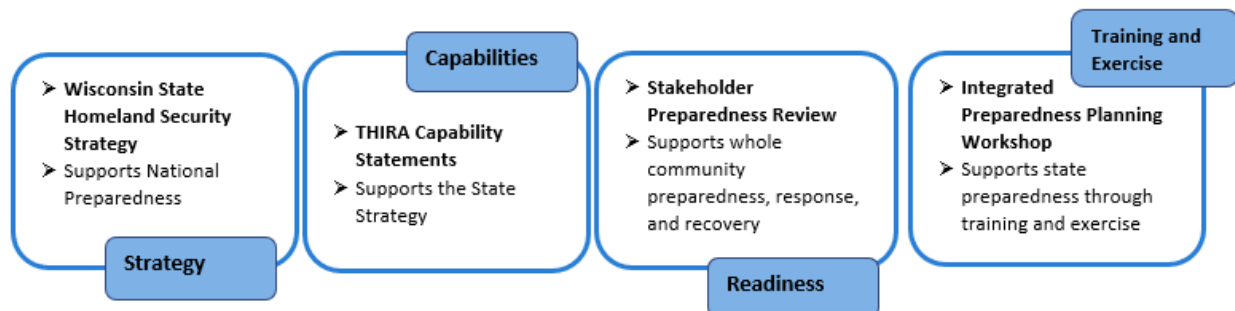 ➢ Wisconsin State
Homeland Security
Strategy
➢ Supports National
Preparedness
Strategy
Capabilities
➢ THIRA Capability
Statements
➢ Supports the State
Strategy
➢ Stakeholder
Preparedness Review
➢ Supports whole
community
preparedness, response,
and recovery
Readiness
Training and
Exercise
➢ Integrated
Preparedness Planning
Workshop
➢ Supports state
preparedness through
training and exercise